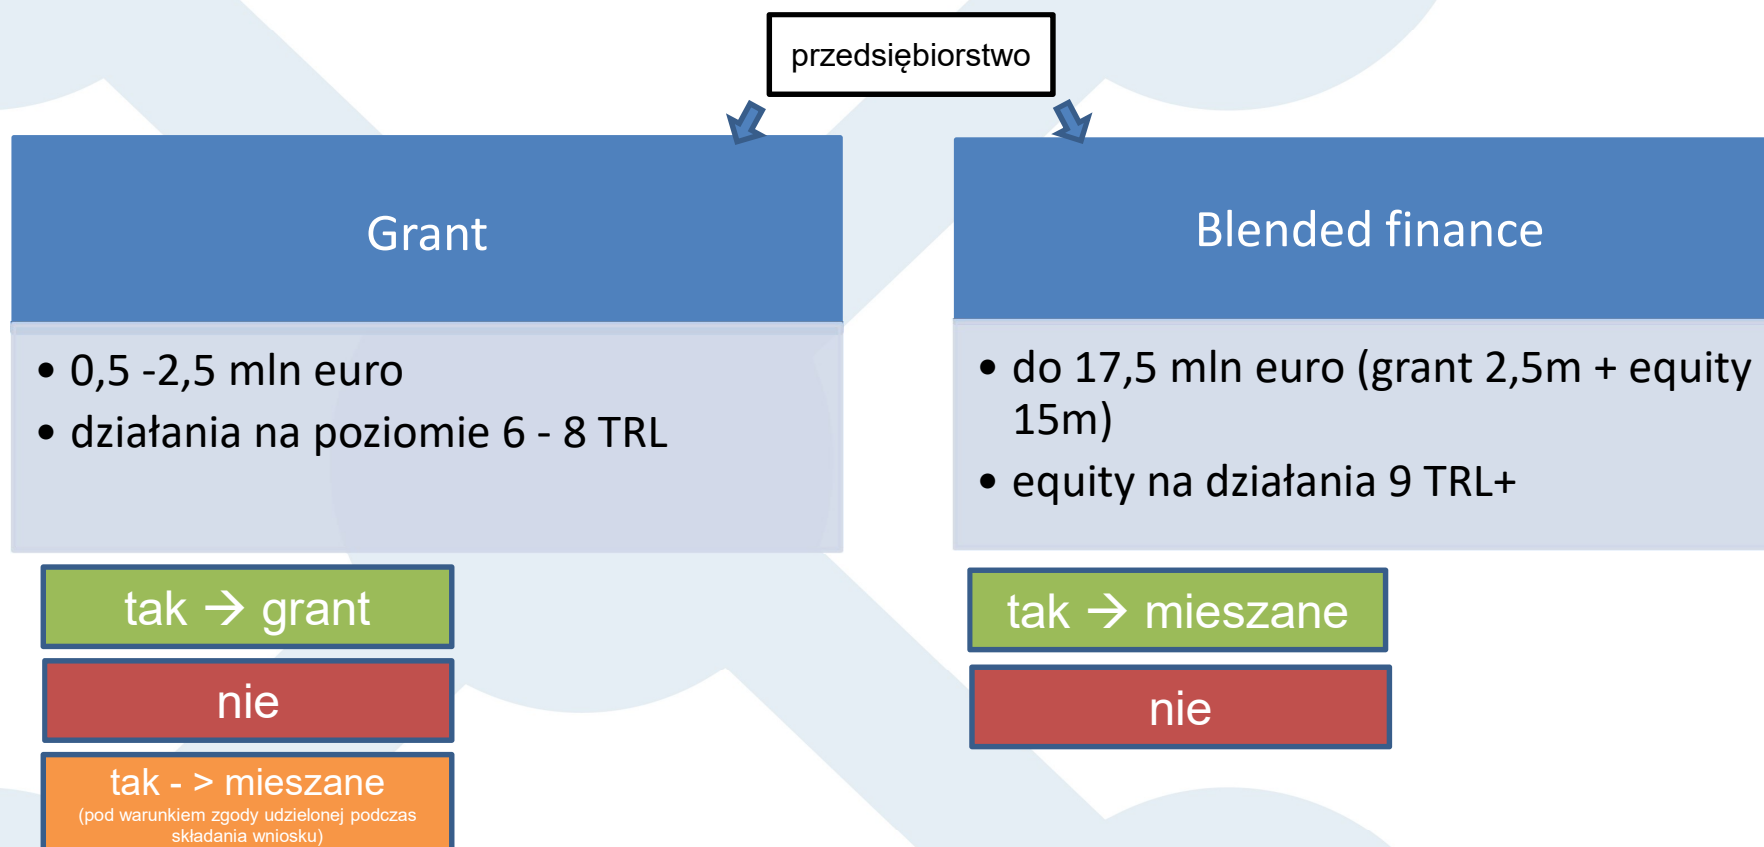 przedsiębiorstwo
Grant
• 0,5 -2,5 mln euro
• działania na poziomie 6 - 8 TRL
tak → grant
nie
tak - > mieszane
(pod warunkiem zgody udzielonej podczas
składania wniosku)
Blended finance
• do 17,5 mln euro (grant 2,5m + equity
15m)
• equity na działania 9 TRL+
tak → mieszane
nie